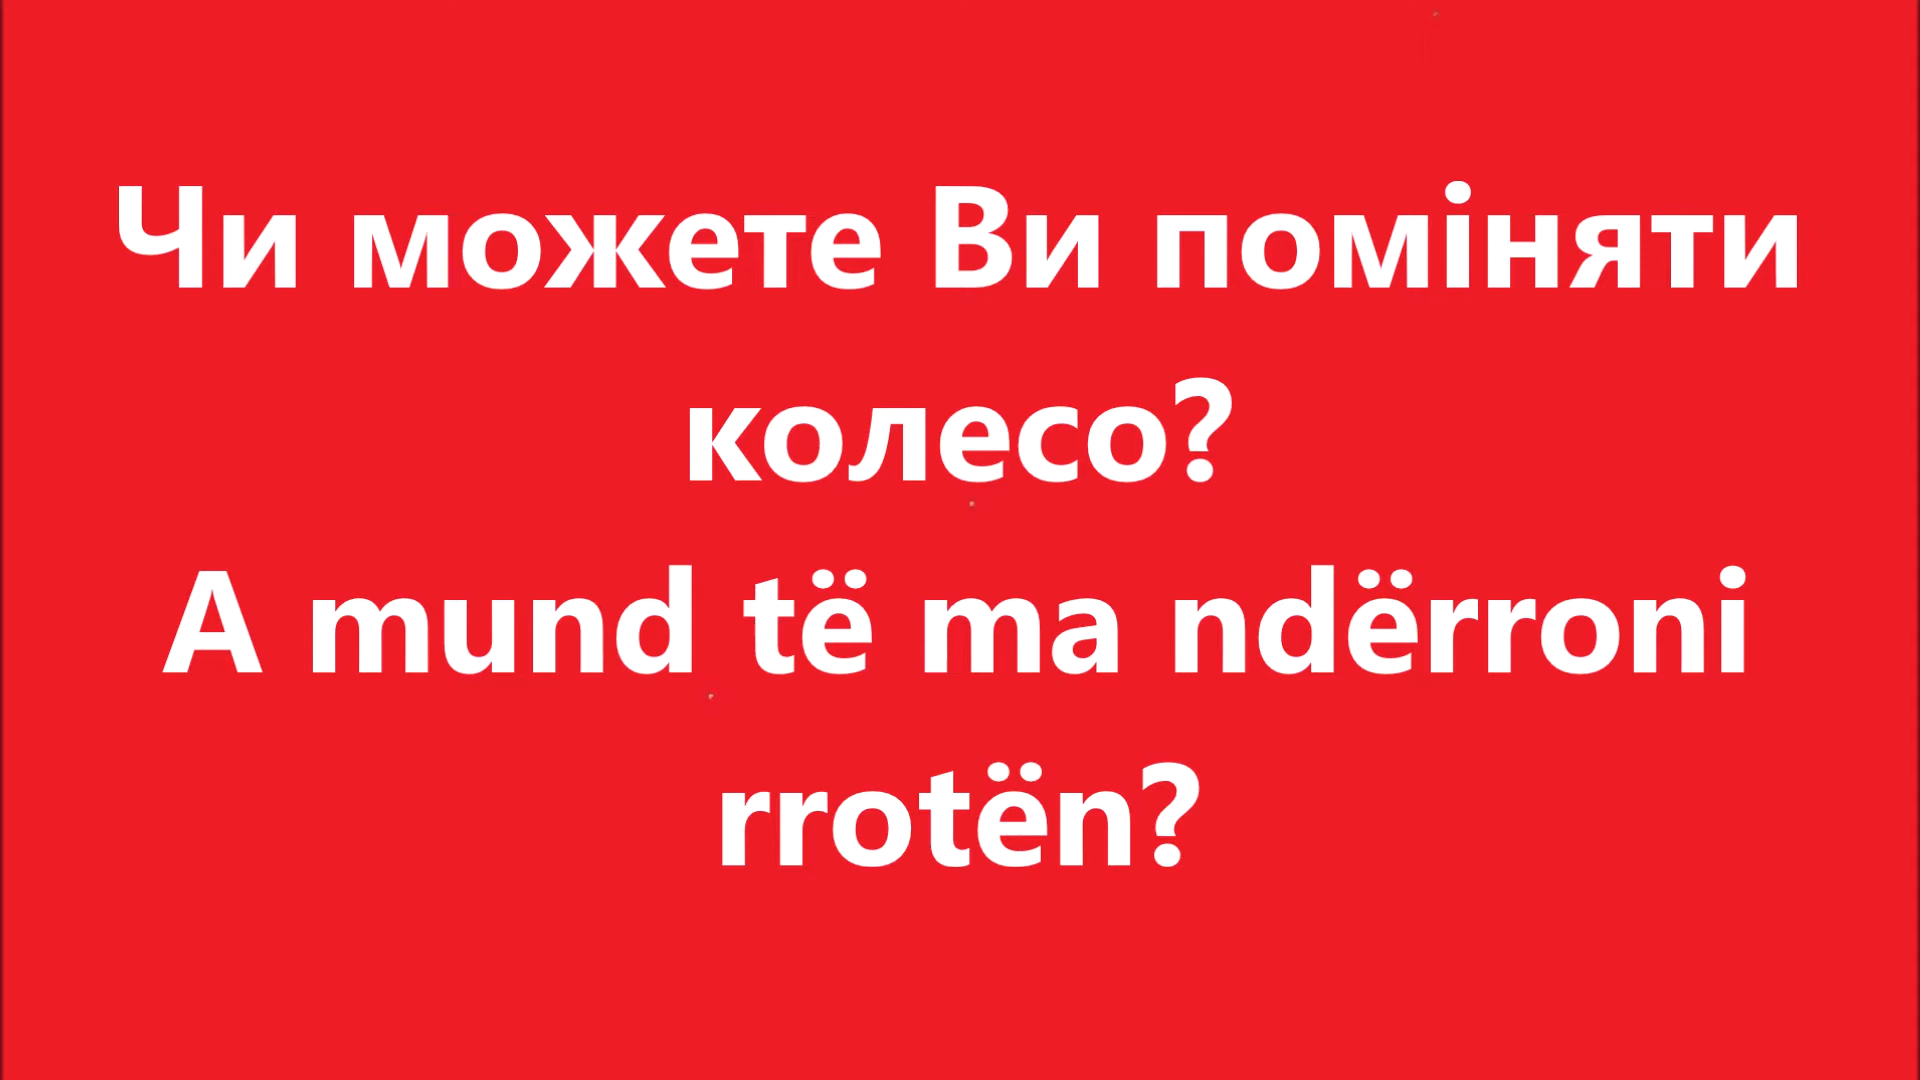 Чи можете Ви поміняти
колесо?
A mund të ma ndërroni
rrotën?